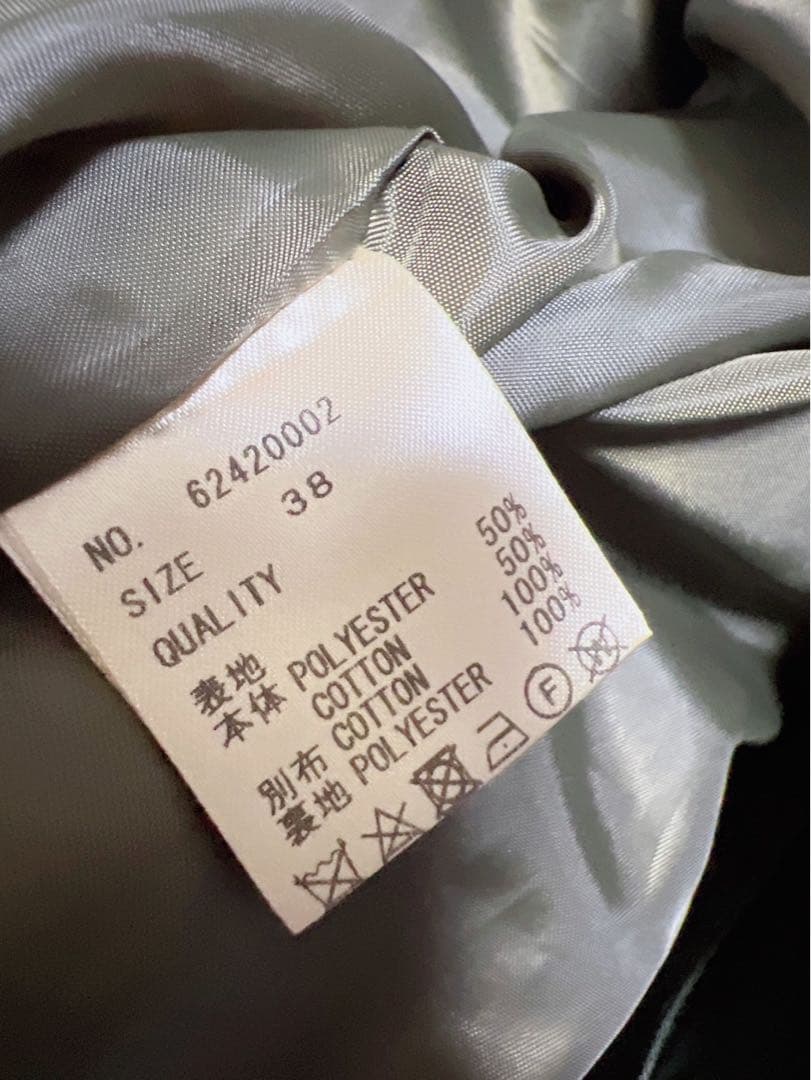 NO. 62420002
SIZE 38
QUALITY
表地
本体 POLYESTER 50%
COTTON 50%
別布 COTTON 100%
裏地 POLYESTER 100%
F